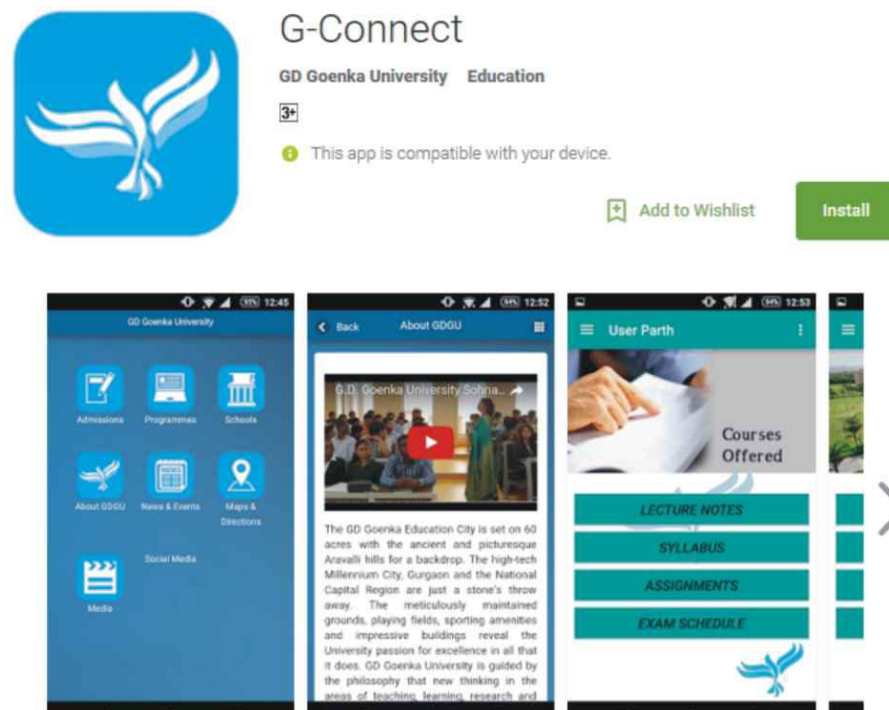 G-Connect
GD Goenka University Education
3+
This app is compatible with your device.
Add to Wishlist
Install
12:45
GD Goenka University
Admissions Programmes Schools
About GDGU News & Events Maps &
Directions
Media Social Media
54% 12:52
Back About GDGU
G.D. Goenka University Sohna...
The GD Goenka Education City is set on 60
acres with the ancient and picturesque
Aravalli hills for a backdrop. The high-tech
Millennium City, Gurgaon and the National
Capital Region are just a stone's throw
away. The meticulously maintained
grounds, playing fields, sporting amenities
and impressive buildings reveal the
University passion for excellence in all that
it does. GD Goenka University is guided by
the philosophy that new thinking in the
areas of teaching, learning, research and
54% 12:53
User Parth
Courses
Offered
LECTURE NOTES
SYLLABUS
ASSIGNMENTS
EXAM SCHEDULE